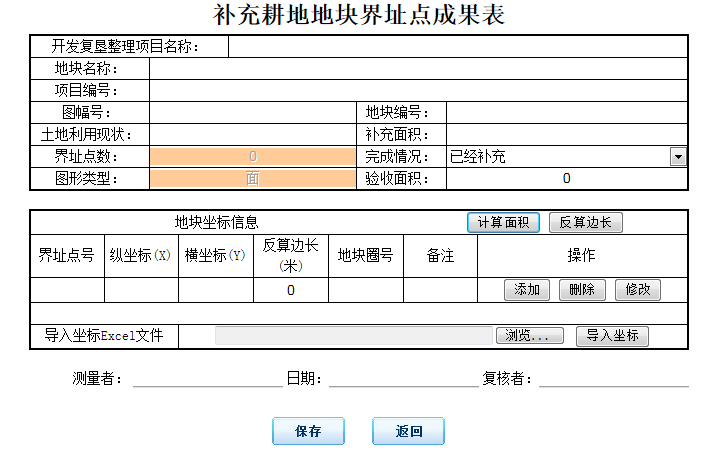 补充耕地地块界址点成果表
开发复垦整理项目名称：
地块名称：
项目编号：
图幅号： 地块编号：
土地利用现状： 补充面积：
界址点数： 0 完成情况： 已经补充
图形类型： 面 验收面积： 0
地块坐标信息 计算面积 反算边长
界址点号 纵坐标(X) 横坐标(Y) 反算边长(米) 地块圈号 备注 操作
0 添加 删除 修改
导入坐标Excel文件 浏览... 导入坐标
测量者： 日期： 复核者：
保存 返回